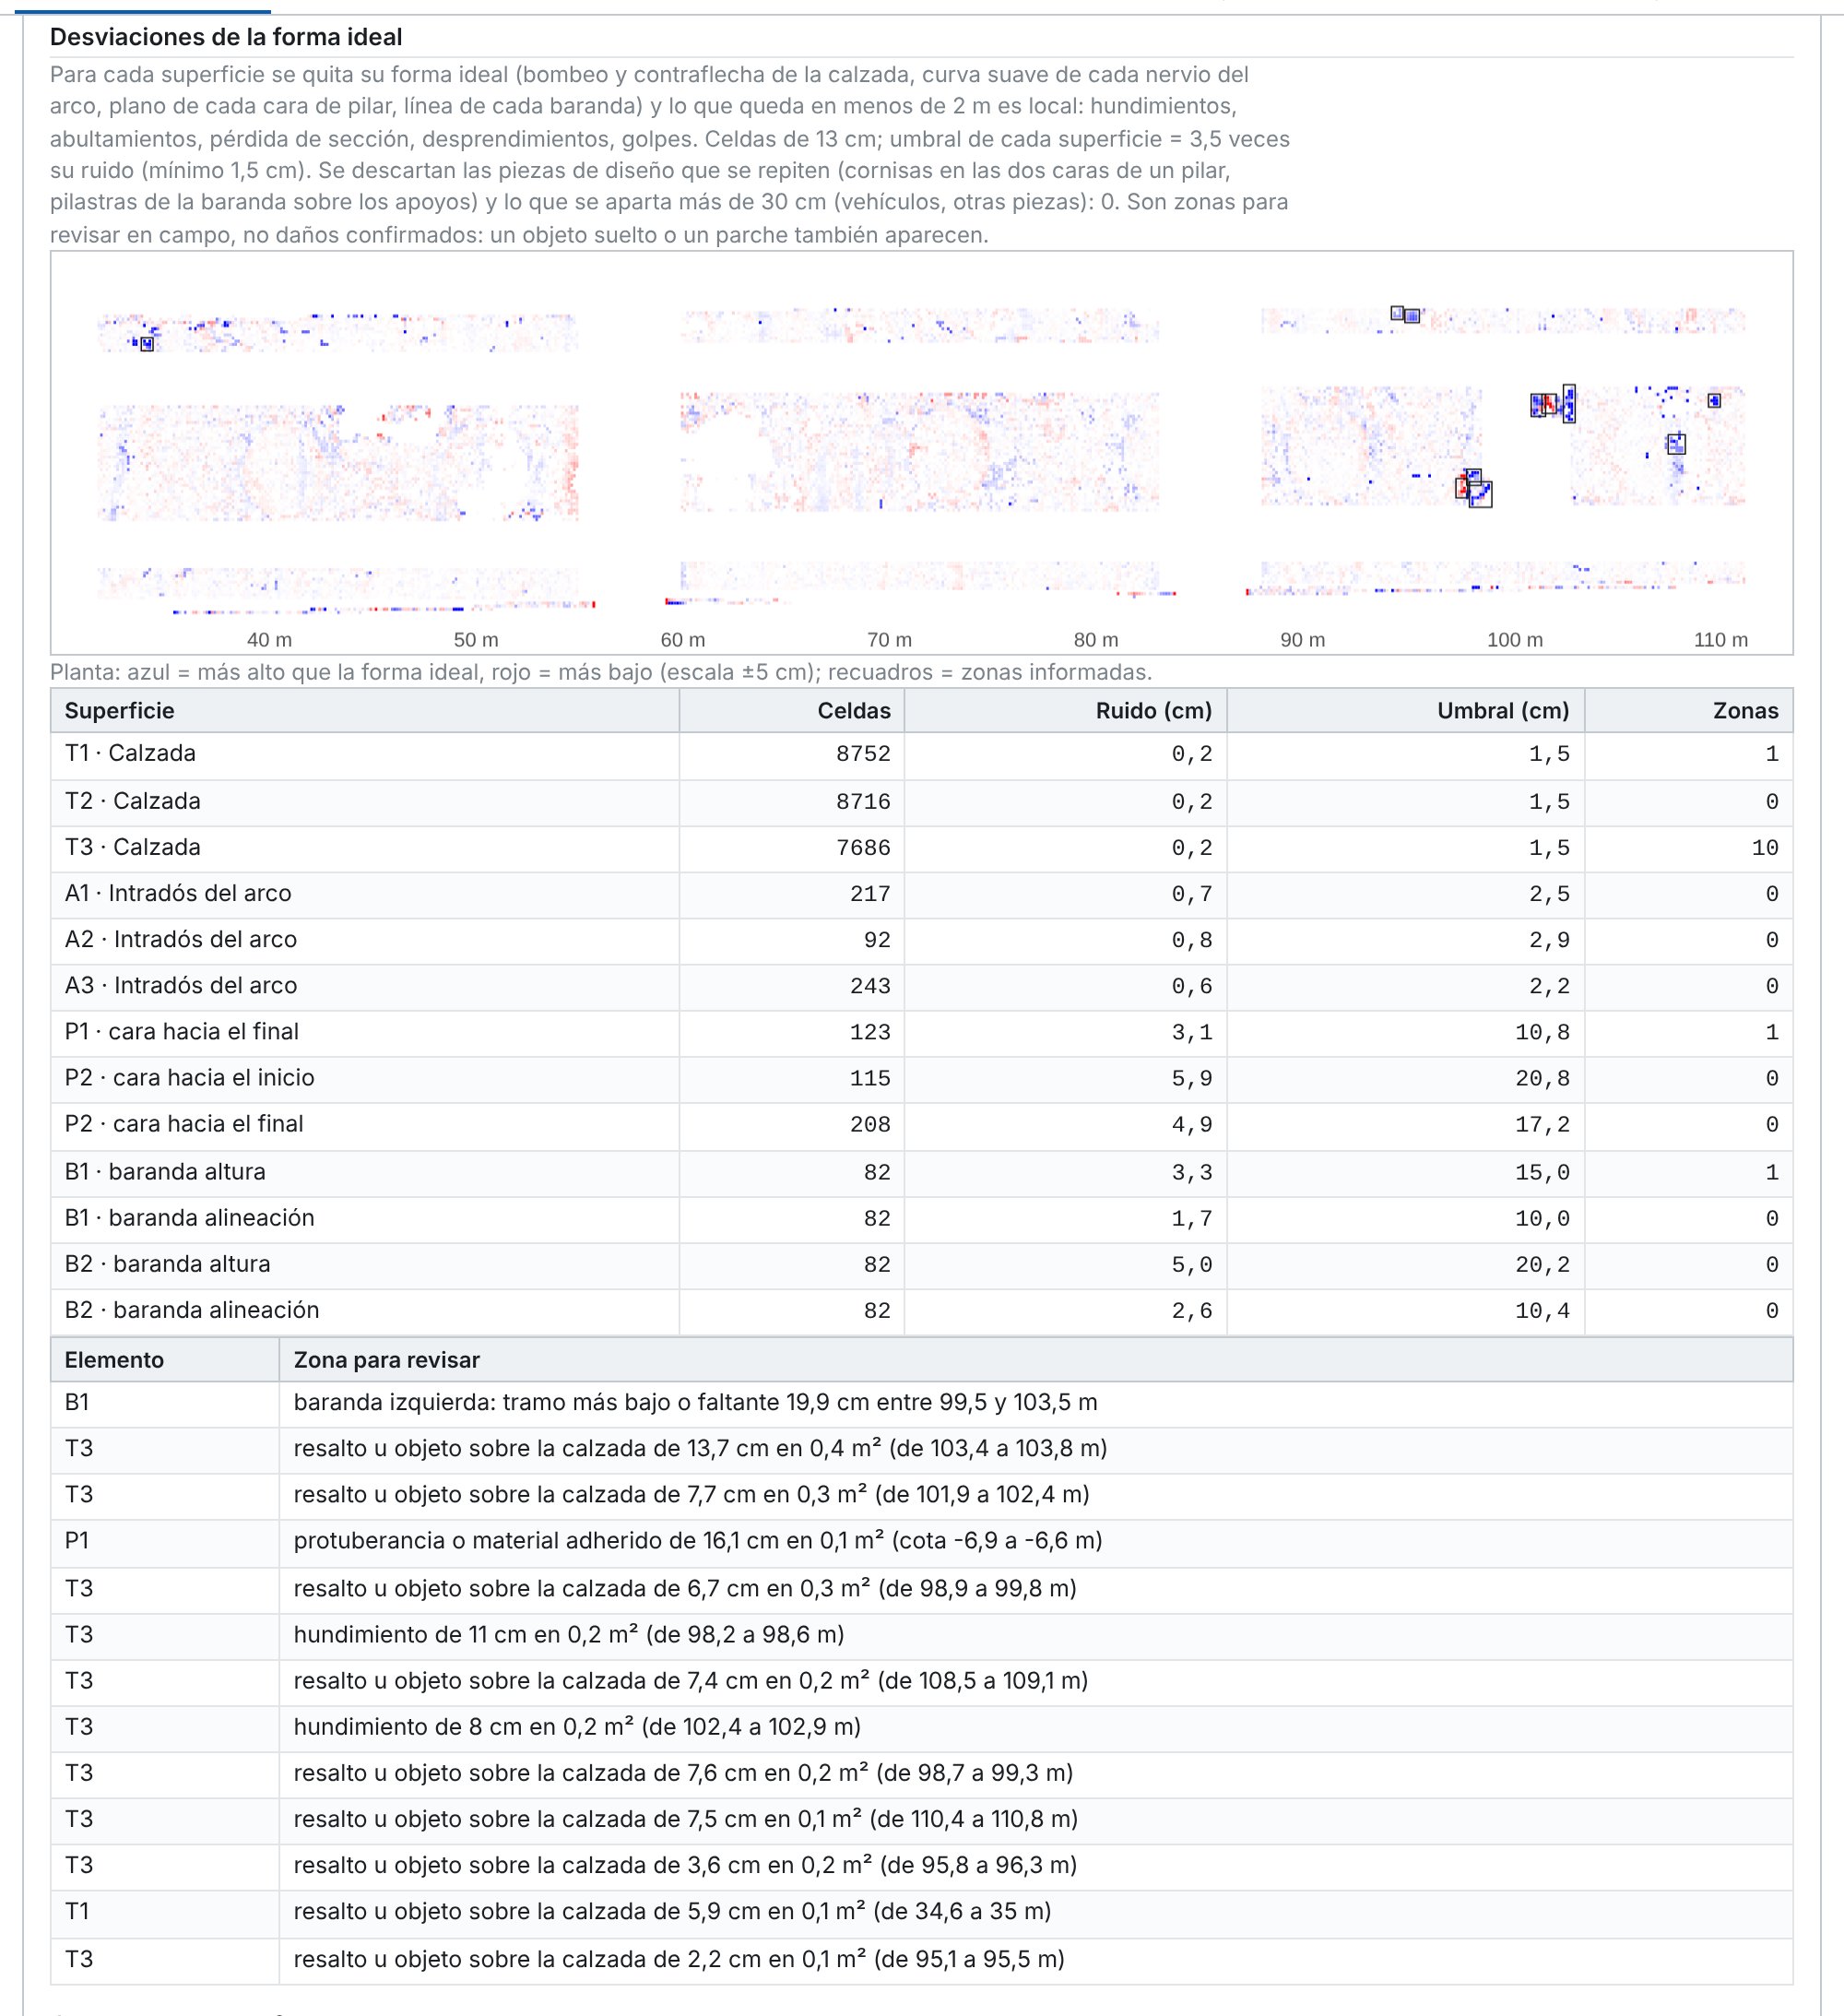 Desviaciones de la forma ideal
Para cada superficie se quita su forma ideal (bombeo y contraflecha de la calzada, curva suave de cada nervio del
arco, plano de cada cara de pilar, línea de cada baranda) y lo que queda en menos de 2 m es local: hundimientos,
abultamientos, pérdida de sección, desprendimientos, golpes. Celdas de 13 cm; umbral de cada superficie = 3,5 veces
su ruido (mínimo 1,5 cm). Se descartan las piezas de diseño que se repiten (cornisas en las dos caras de un pilar,
pilastras de la baranda sobre los apoyos) y lo que se aparta más de 30 cm (vehículos, otras piezas): 0. Son zonas para
revisar en campo, no daños confirmados: un objeto suelto o un parche también aparecen.
40 m 50 m 60 m 70 m 80 m 90 m 100 m 110 m
Planta: azul = más alto que la forma ideal, rojo = más bajo (escala ±5 cm); recuadros = zonas informadas.
Superficie Celdas Ruido (cm) Umbral (cm) Zonas
T1 · Calzada 8752 0,2 1,5 1
T2 · Calzada 8716 0,2 1,5 0
T3 · Calzada 7686 0,2 1,5 10
A1 · Intradós del arco 217 0,7 2,5 0
A2 · Intradós del arco 92 0,8 2,9 0
A3 · Intradós del arco 243 0,6 2,2 0
P1 · cara hacia el final 123 3,1 10,8 1
P2 · cara hacia el inicio 115 5,9 20,8 0
P2 · cara hacia el final 208 4,9 17,2 0
B1 · baranda altura 82 3,3 15,0 1
B1 · baranda alineación 82 1,7 10,0 0
B2 · baranda altura 82 5,0 20,2 0
B2 · baranda alineación 82 2,6 10,4 0
Elemento Zona para revisar
B1 baranda izquierda: tramo más bajo o faltante 19,9 cm entre 99,5 y 103,5 m
T3 resalto u objeto sobre la calzada de 13,7 cm en 0,4 m² (de 103,4 a 103,8 m)
T3 resalto u objeto sobre la calzada de 7,7 cm en 0,3 m² (de 101,9 a 102,4 m)
P1 protuberancia o material adherido de 16,1 cm en 0,1 m² (cota -6,9 a -6,6 m)
T3 resalto u objeto sobre la calzada de 6,7 cm en 0,3 m² (de 98,9 a 99,8 m)
T3 hundimiento de 11 cm en 0,2 m² (de 98,2 a 98,6 m)
T3 resalto u objeto sobre la calzada de 7,4 cm en 0,2 m² (de 108,5 a 109,1 m)
T3 hundimiento de 8 cm en 0,2 m² (de 102,4 a 102,9 m)
T3 resalto u objeto sobre la calzada de 7,6 cm en 0,2 m² (de 98,7 a 99,3 m)
T3 resalto u objeto sobre la calzada de 7,5 cm en 0,1 m² (de 110,4 a 110,8 m)
T3 resalto u objeto sobre la calzada de 3,6 cm en 0,2 m² (de 95,8 a 96,3 m)
T1 resalto u objeto sobre la calzada de 5,9 cm en 0,1 m² (de 34,6 a 35 m)
T3 resalto u objeto sobre la calzada de 2,2 cm en 0,1 m² (de 95,1 a 95,5 m)